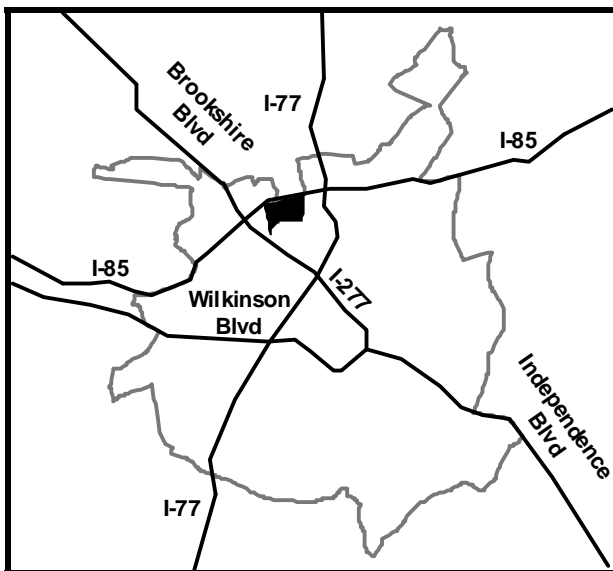 Brookshire
Blvd
I-77
I-85
I-85
Wilkinson
Blvd
I-277
Independence
Blvd
I-77